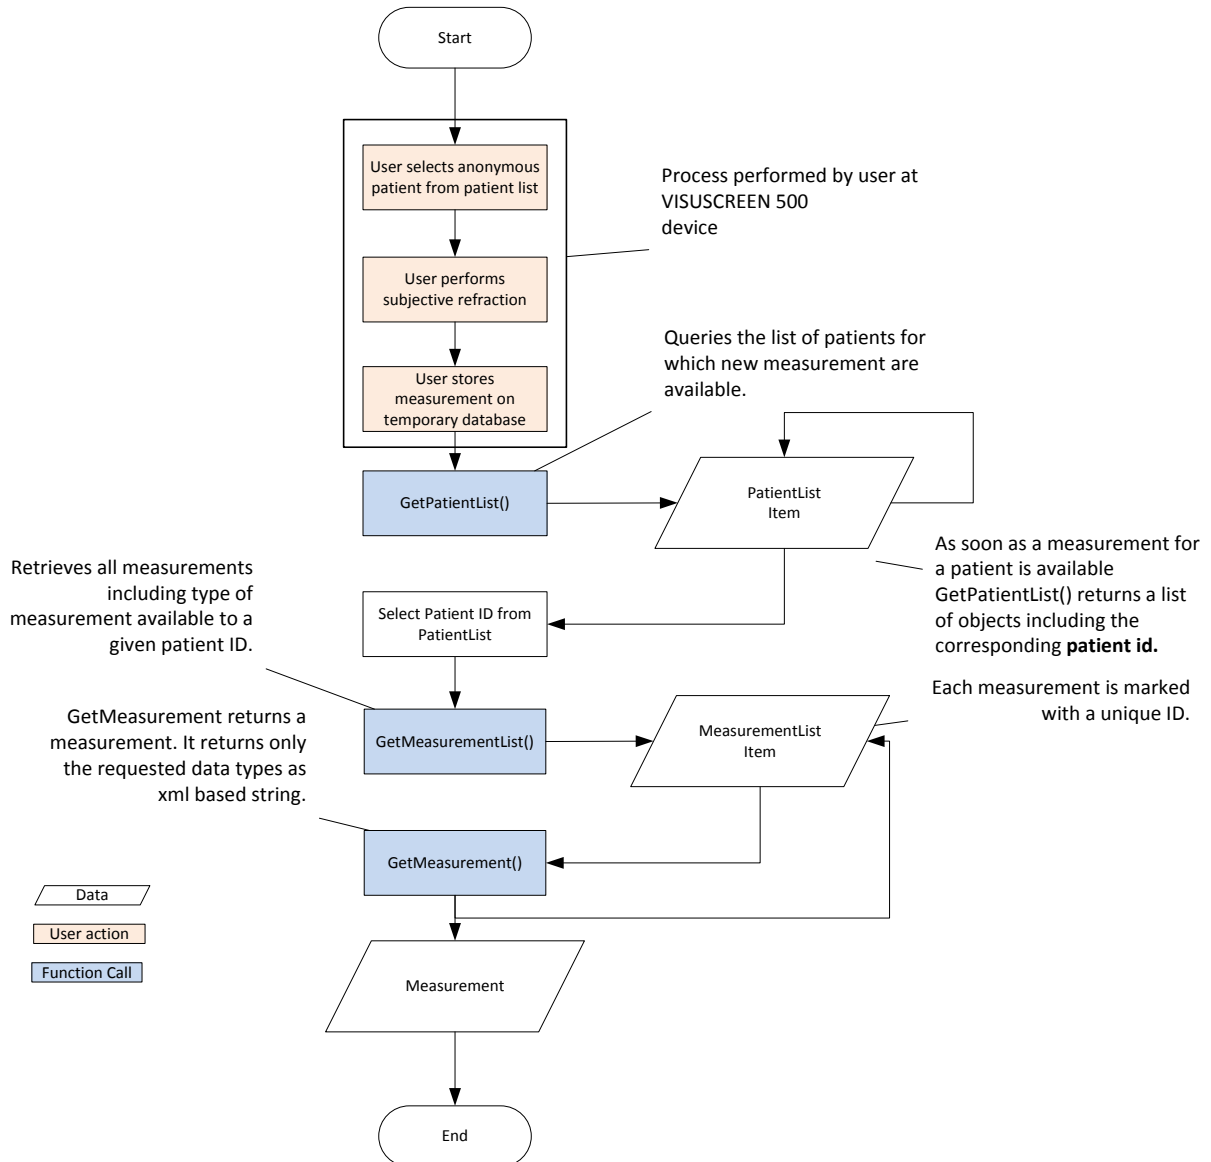 Start
User selects anonymous
patient from patient list
Process performed by user at
VISUSCREEN 500
device
User performs
subjective refraction
Queries the list of patients for
which new measurement are
available.
User stores
measurement on
temporary database
GetPatientList()
PatientList
Item
As soon as a measurement for
a patient is available
GetPatientList() returns a list
of objects including the
corresponding patient id.
Retrieves all measurements
including type of
measurement available to a
given patient ID.
Select Patient ID from
PatientList
Each measurement is marked
with a unique ID.
GetMeasurement returns a
measurement. It returns only
the requested data types as
xml based string.
GetMeasurementList()
MeasurementList
Item
GetMeasurement()
Data
User action
Function Call
Measurement
End